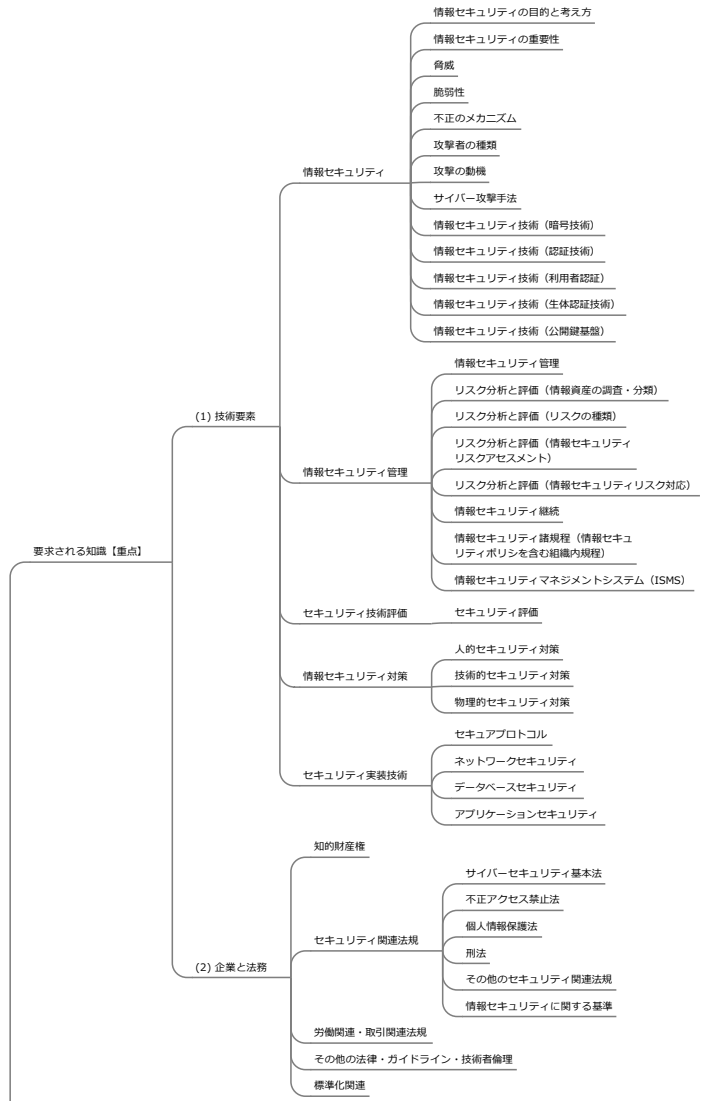 要求される知識【重点】
(1) 技術要素
情報セキュリティ
情報セキュリティの目的と考え方
情報セキュリティの重要性
脅威
脆弱性
不正のメカニズム
攻撃者の種類
攻撃の動機
サイバー攻撃手法
情報セキュリティ技術（暗号技術）
情報セキュリティ技術（認証技術）
情報セキュリティ技術（利用者認証）
情報セキュリティ技術（生体認証技術）
情報セキュリティ技術（公開鍵基盤）
情報セキュリティ管理
情報セキュリティ管理
リスク分析と評価（情報資産の調査・分類）
リスク分析と評価（リスクの種類）
リスク分析と評価（情報セキュリティ
リスクアセスメント）
リスク分析と評価（情報セキュリティリスク対応）
情報セキュリティ継続
情報セキュリティ諸規程（情報セキュ
リティポリシを含む組織内規程）
情報セキュリティマネジメントシステム（ISMS）
セキュリティ技術評価
セキュリティ評価
情報セキュリティ対策
人的セキュリティ対策
技術的セキュリティ対策
物理的セキュリティ対策
セキュリティ実装技術
セキュアプロトコル
ネットワークセキュリティ
データベースセキュリティ
アプリケーションセキュリティ
(2) 企業と法務
知的財産権
セキュリティ関連法規
サイバーセキュリティ基本法
不正アクセス禁止法
個人情報保護法
刑法
その他のセキュリティ関連法規
情報セキュリティに関する基準
労働関連・取引関連法規
その他の法律・ガイドライン・技術者倫理
標準化関連